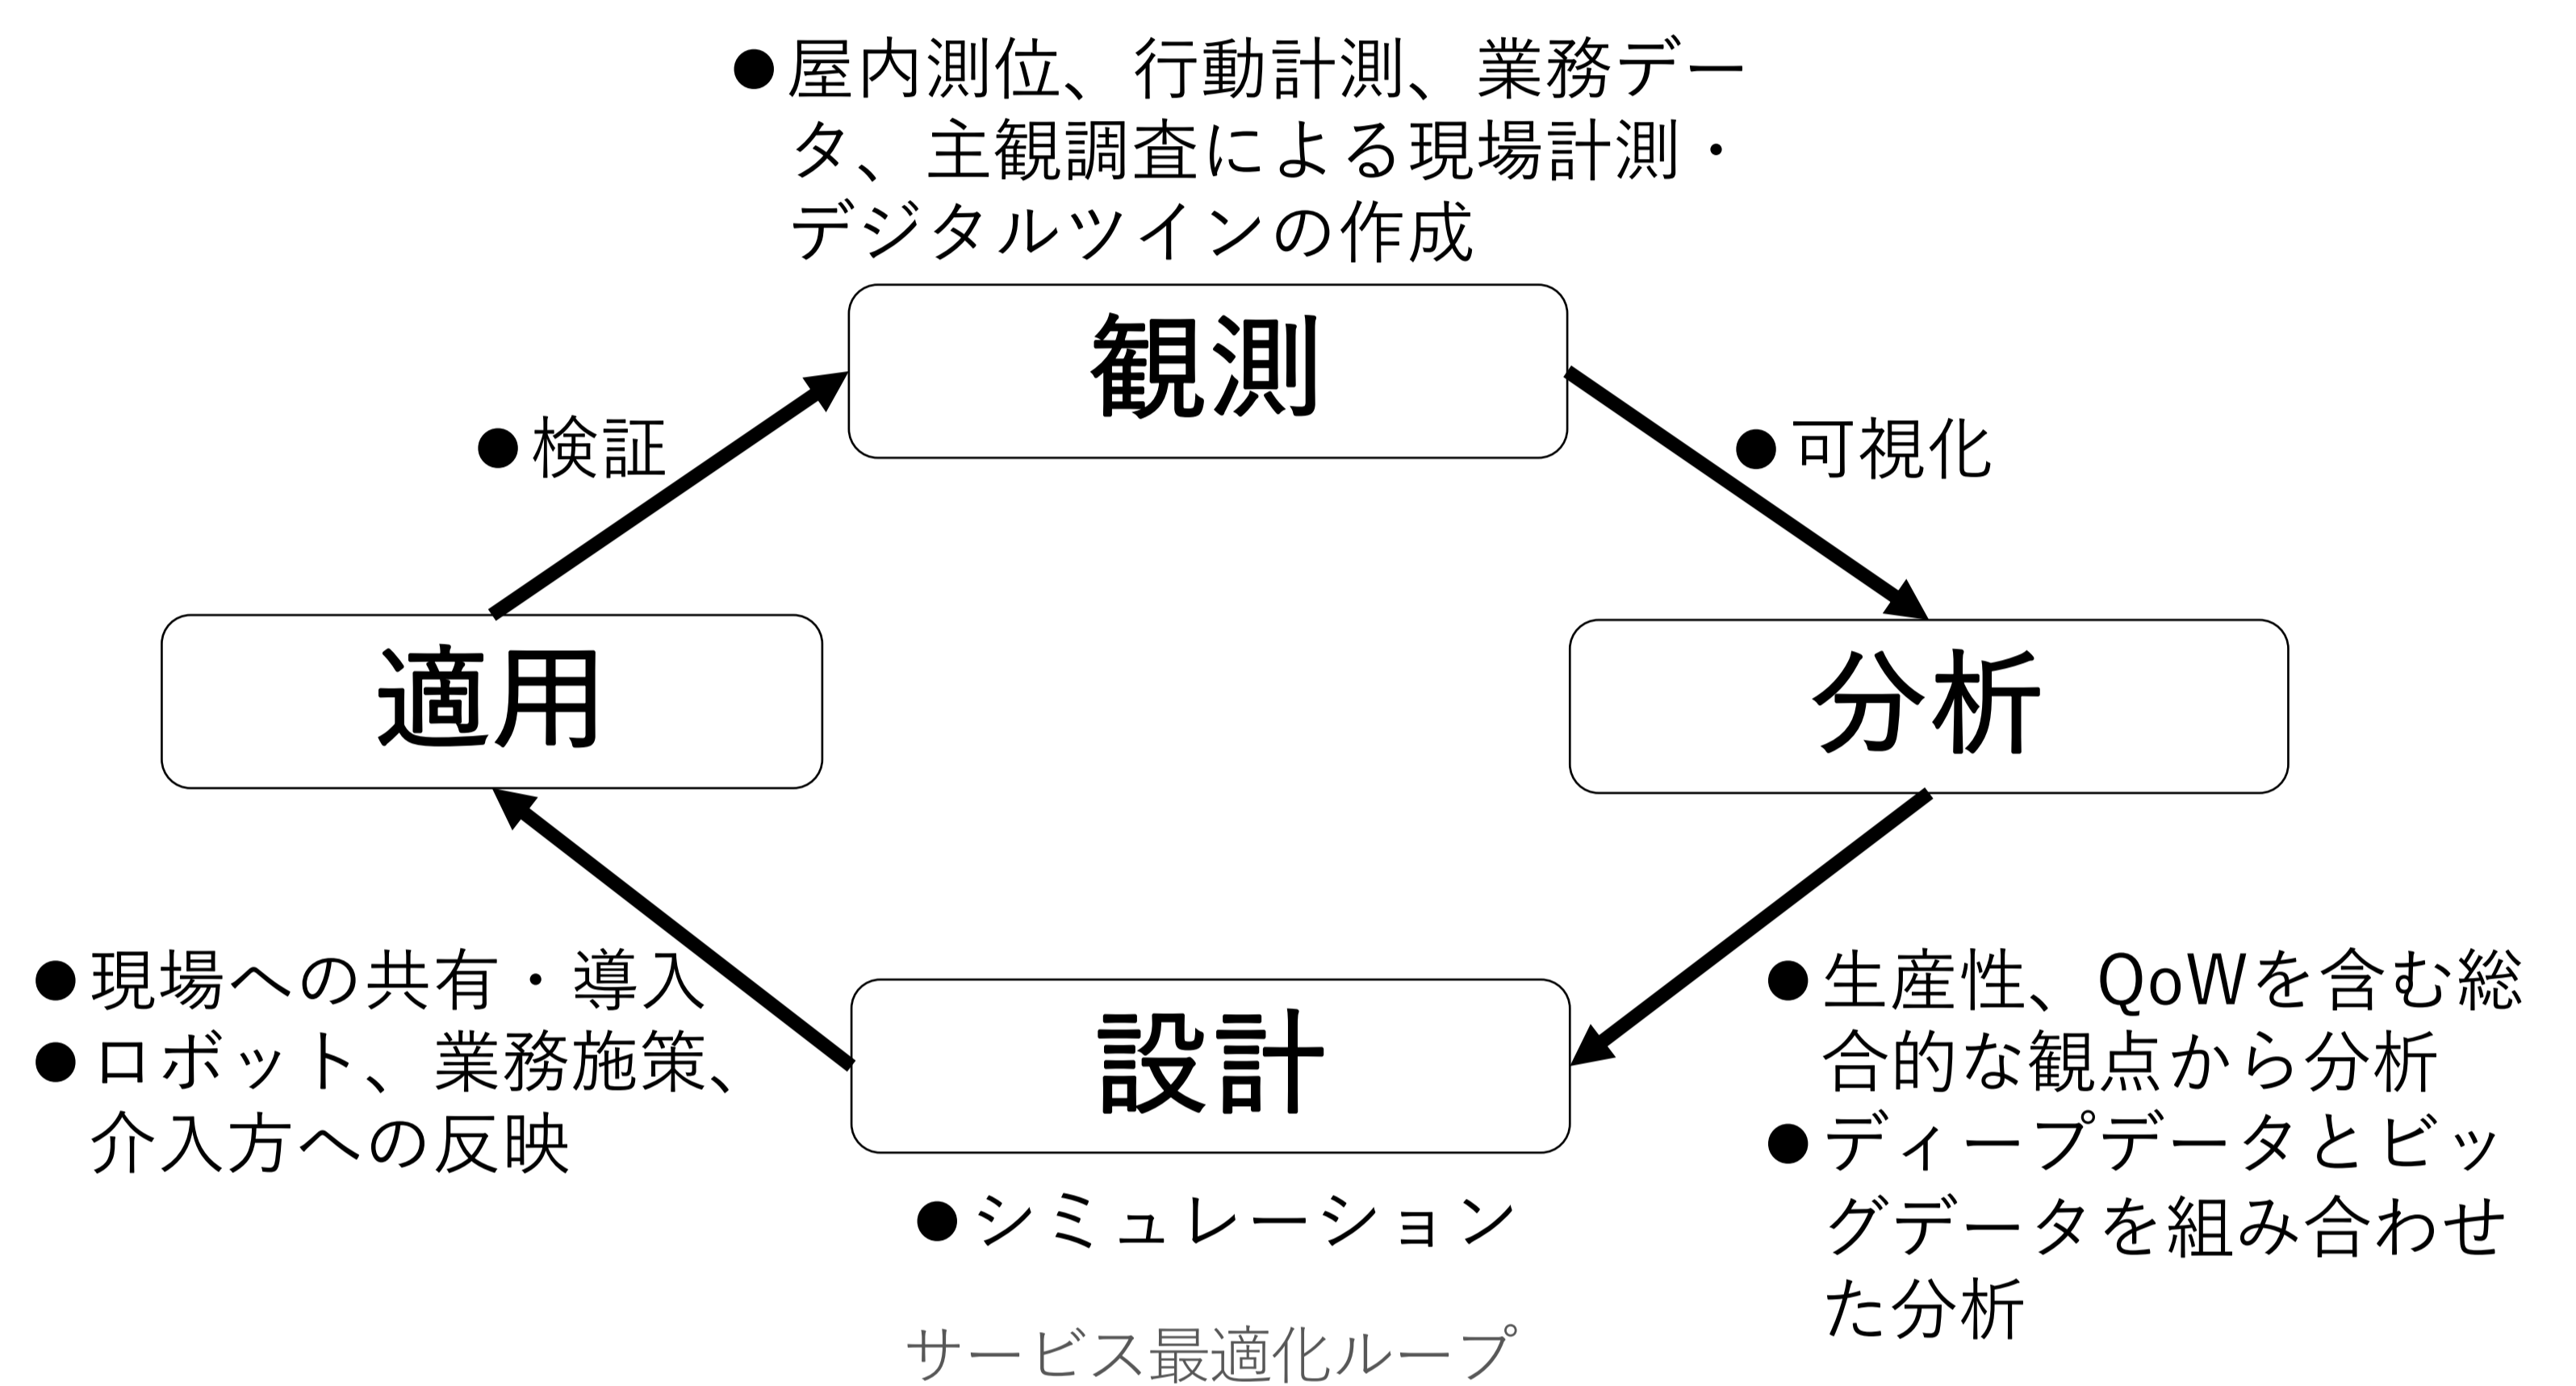 ●屋内測位、行動計測、業務デー
タ、主観調査による現場計測・
デジタルツインの作成
観測
●検証
●可視化
適用
分析
●現場への共有・導入
●ロボット、業務施策、
介入方への反映
設計
●シミュレーション
●生産性、QoWを含む総
合的な観点から分析
●ディープデータとビッ
グデータを組み合わせ
た分析
サービス最適化ループ